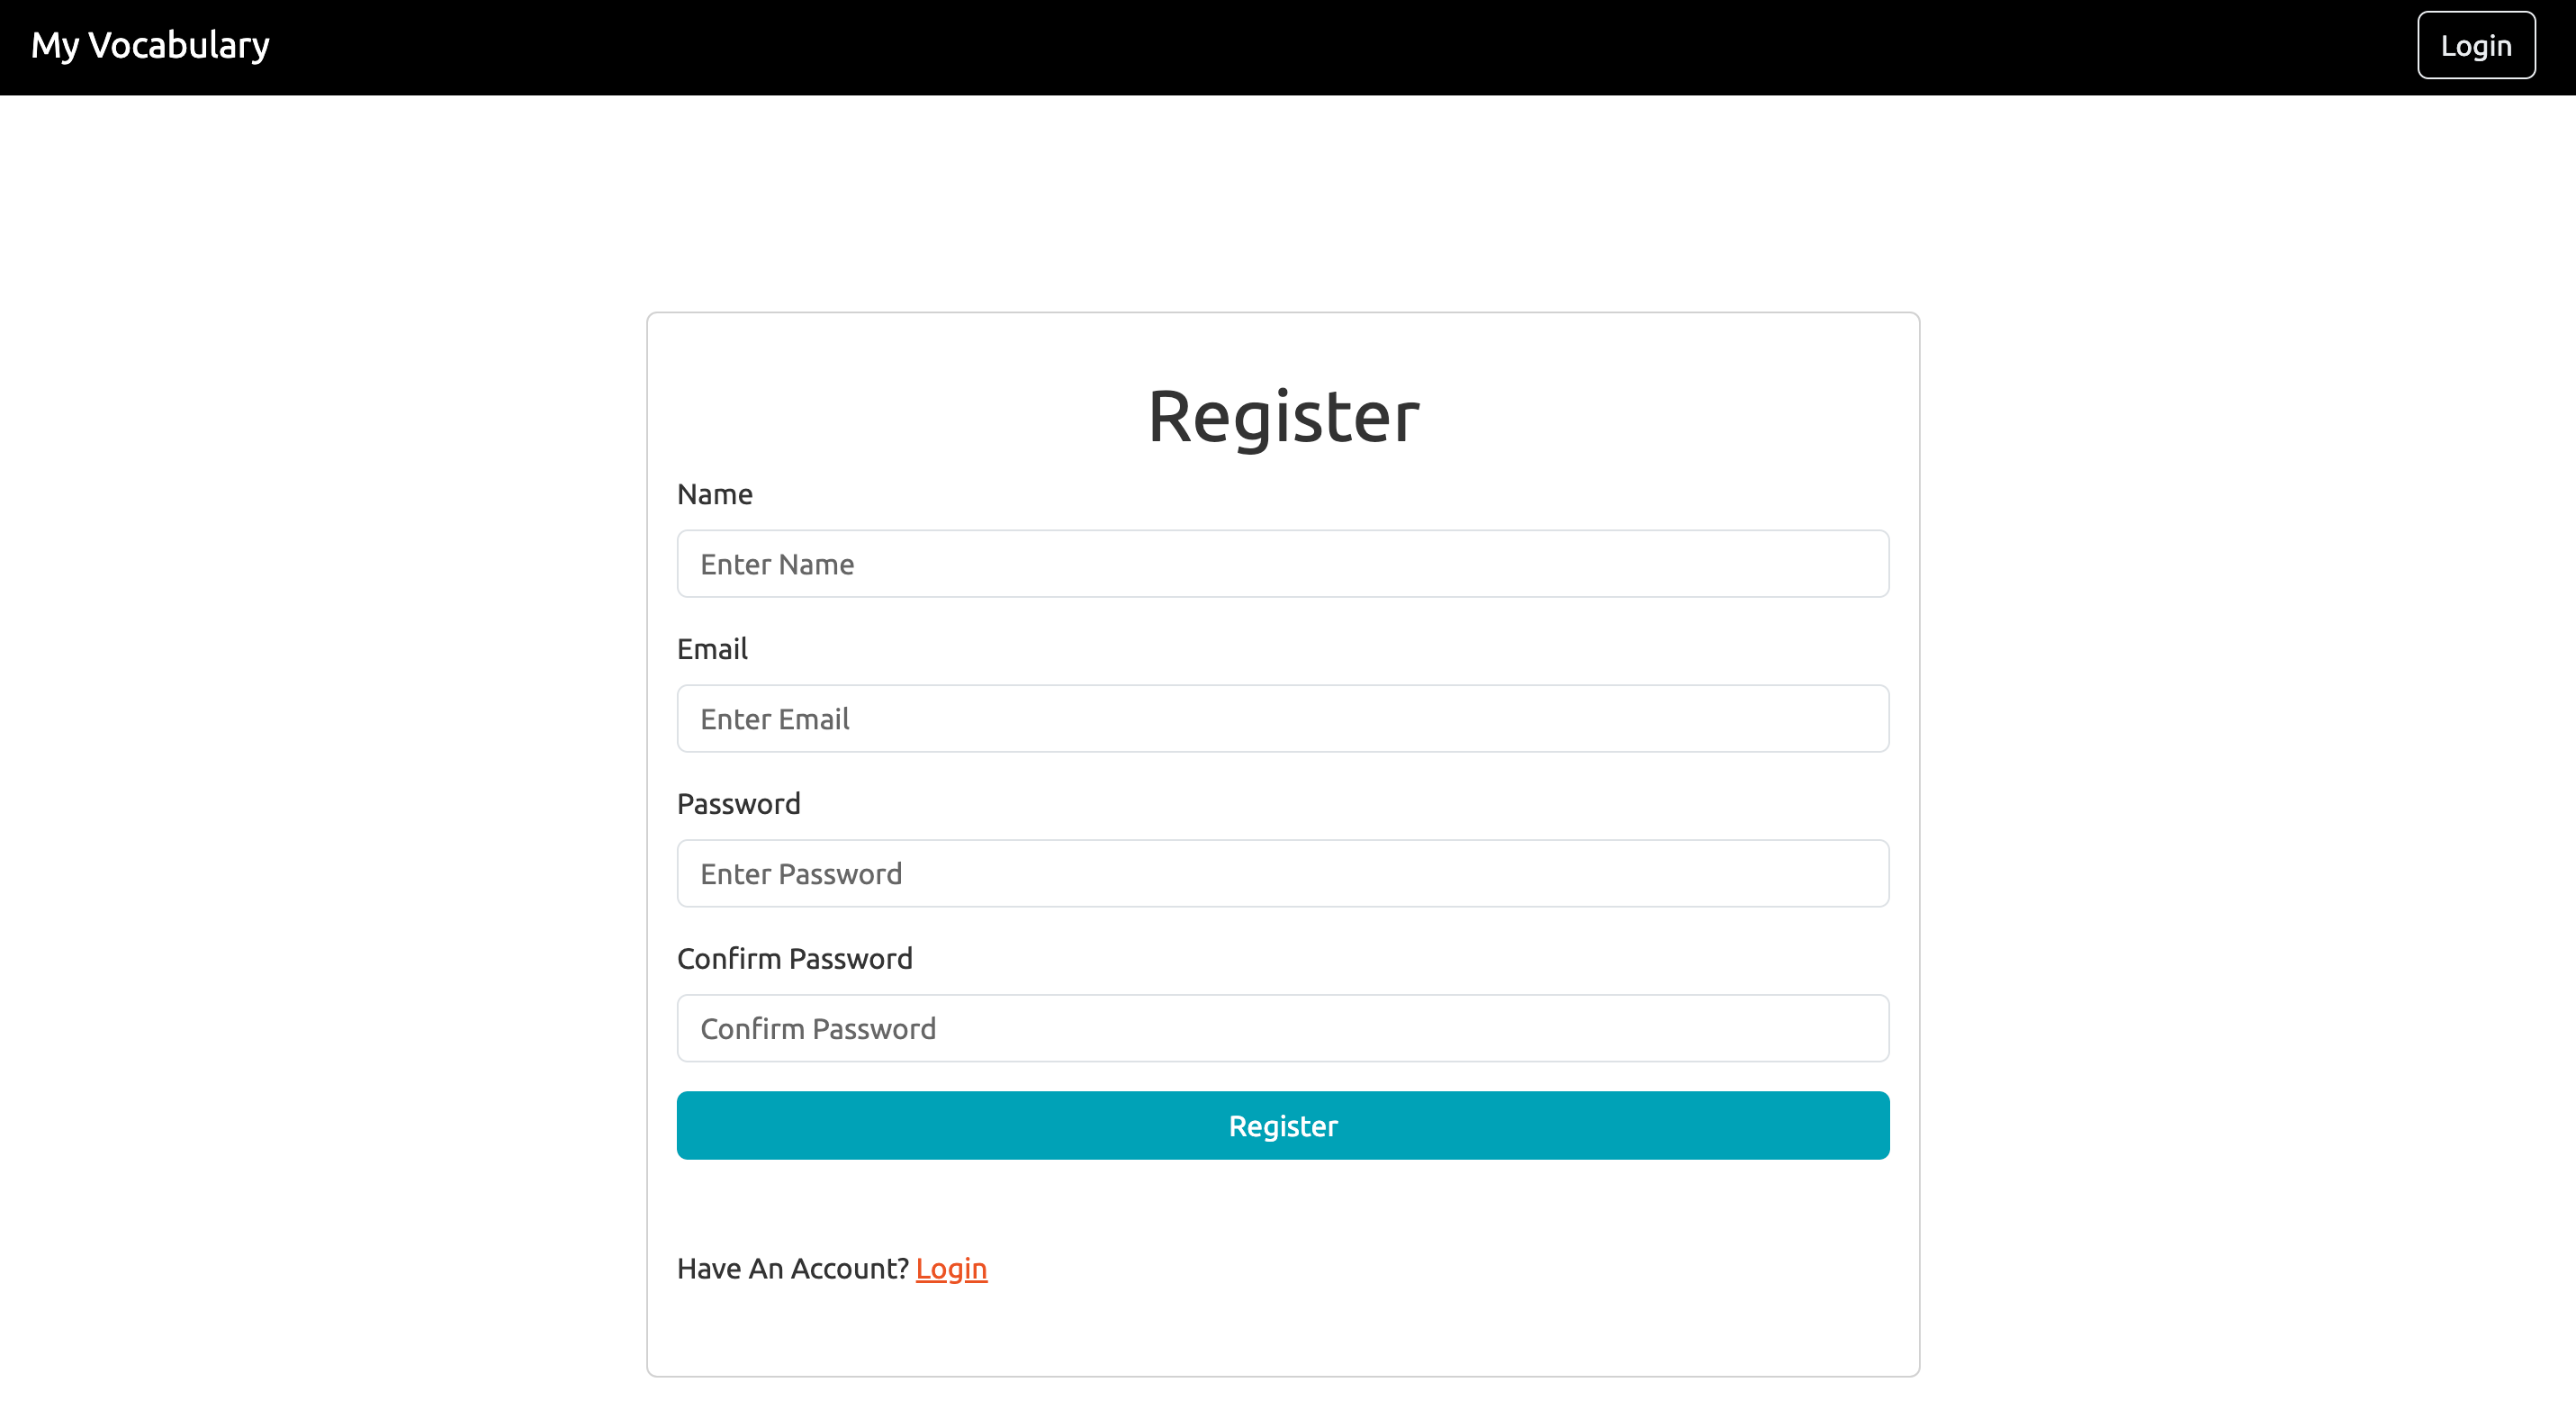 My Vocabulary
Login
Register
Name
Enter Name
Email
Enter Email
Password
Enter Password
Confirm Password
Confirm Password
Register
Have An Account? Login